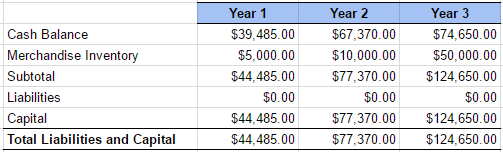 Year 1 Year 2 Year 3
Cash Balance $39,485.00 $67,370.00 $74,650.00
Merchandise Inventory $5,000.00 $10,000.00 $50,000.00
Subtotal $44,485.00 $77,370.00 $124,650.00
Liabilities $0.00 $0.00 $0.00
Capital $44,485.00 $77,370.00 $124,650.00
Total Liabilities and Capital $44,485.00 $77,370.00 $124,650.00